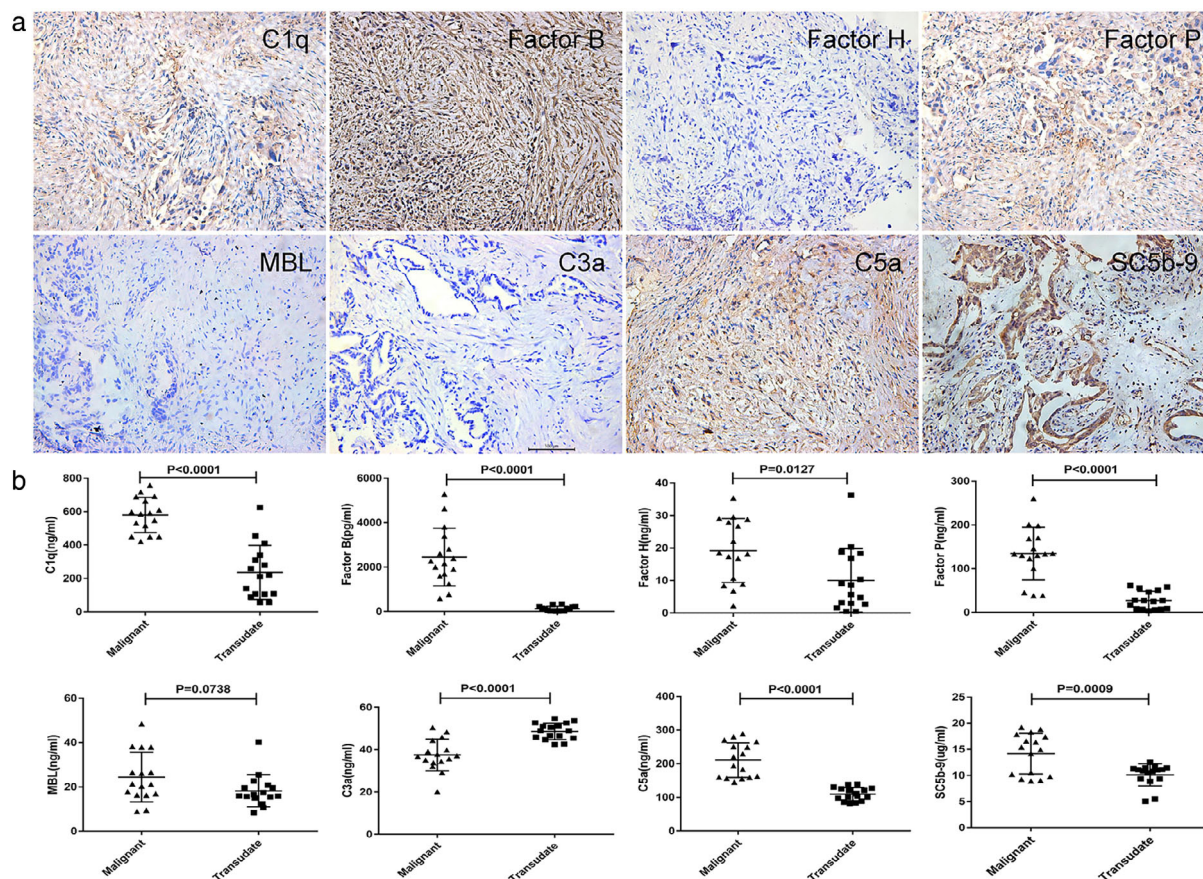 a
C1q
Factor B
Factor H
Factor P
MBL
C3a
C5a
SC5b-9
b
P<0.0001
C1q(ng/ml)
800
600
400
200
0
Malignant
Transudate
P<0.0001
Factor B(pg/ml)
6000
4000
2000
0
Malignant
Transudate
P=0.0127
Factor H(ng/ml)
40
30
20
10
0
Malignant
Transudate
P<0.0001
Factor P(ng/ml)
300
200
100
0
Malignant
Transudate
P=0.0738
MBL(ng/ml)
60
40
20
0
Malignant
Transudate
P<0.0001
C3a(ng/ml)
60
40
20
0
Malignant
Transudate
P<0.0001
C5a(ng/ml)
400
300
200
100
0
Malignant
Transudate
P=0.0009
SC5b-9(ug/ml)
25
20
15
10
5
0
Malignant
Transudate